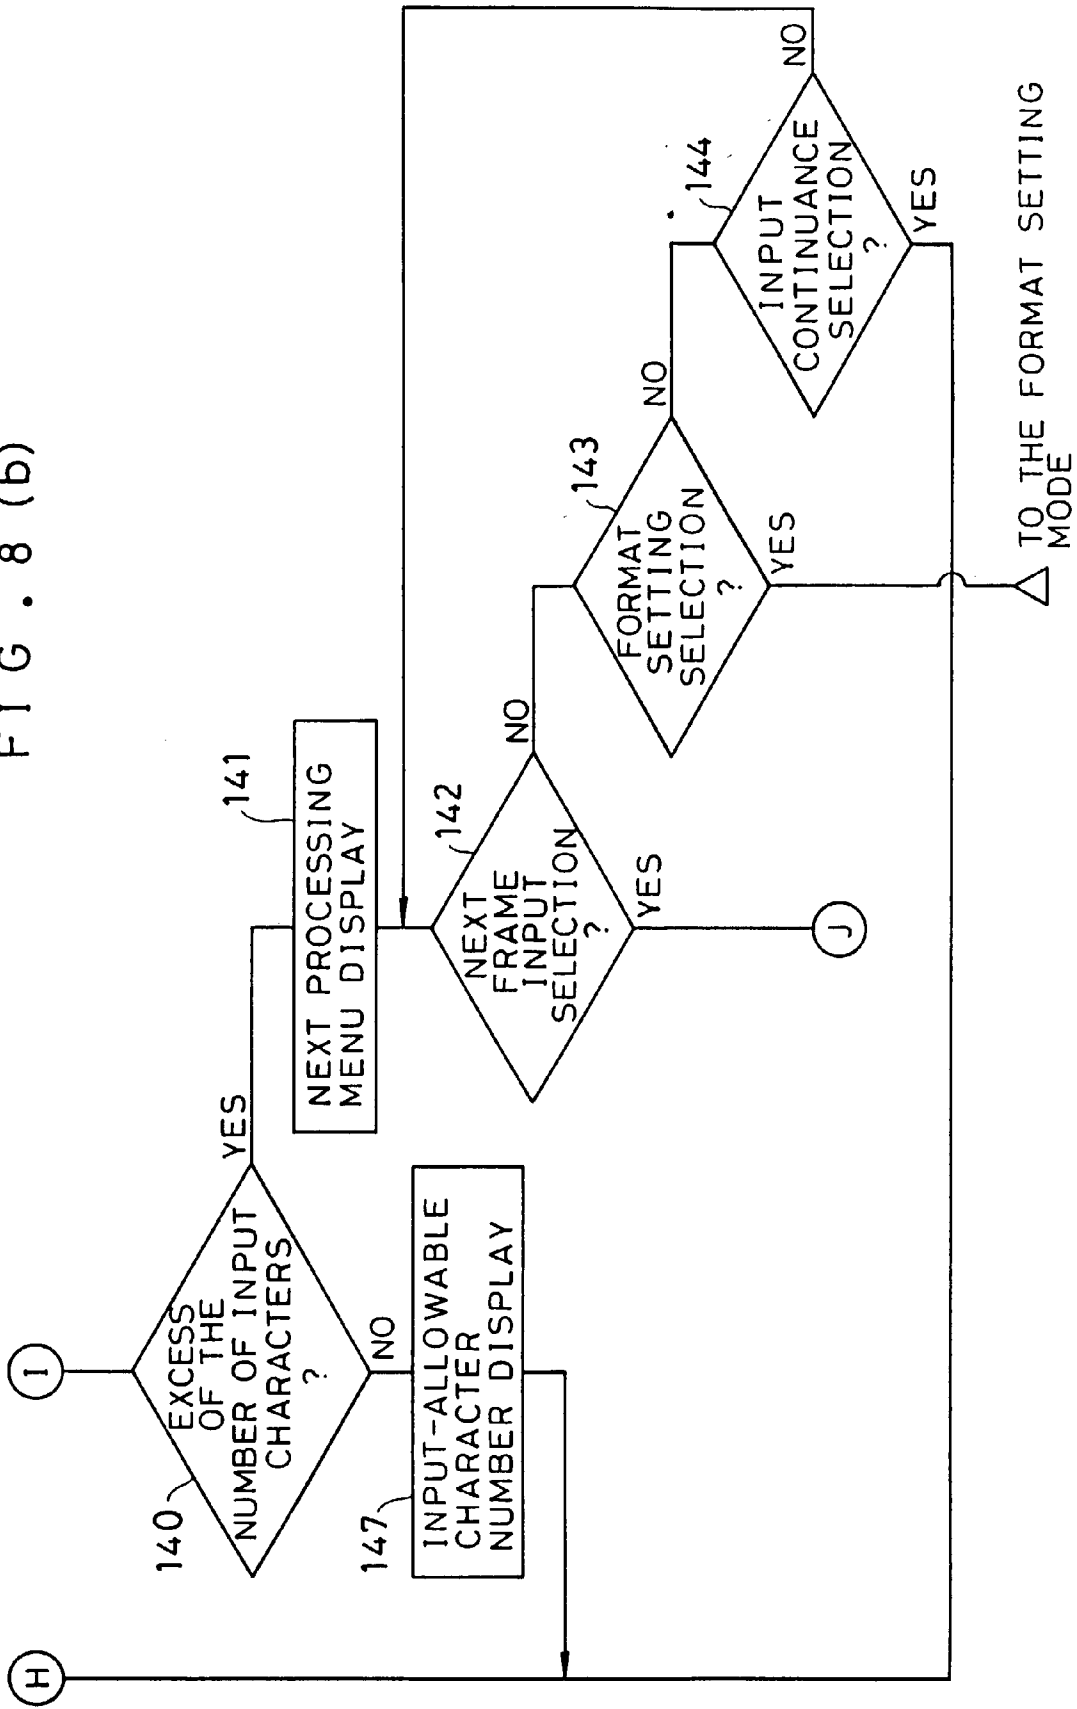 FIG. 8 (b)
H
I
140
EXCESS
OF THE
NUMBER OF INPUT
CHARACTERS
?
YES
NO
147
INPUT-ALLOWABLE
CHARACTER
NUMBER DISPLAY
141
NEXT PROCESSING
MENU DISPLAY
142
NEXT
FRAME
INPUT
SELECTION
?
NO
YES
J
143
FORMAT
SETTING
SELECTION
?
NO
YES
TO THE FORMAT SETTING
MODE
144
INPUT
CONTINUANCE
SELECTION
?
NO
YES